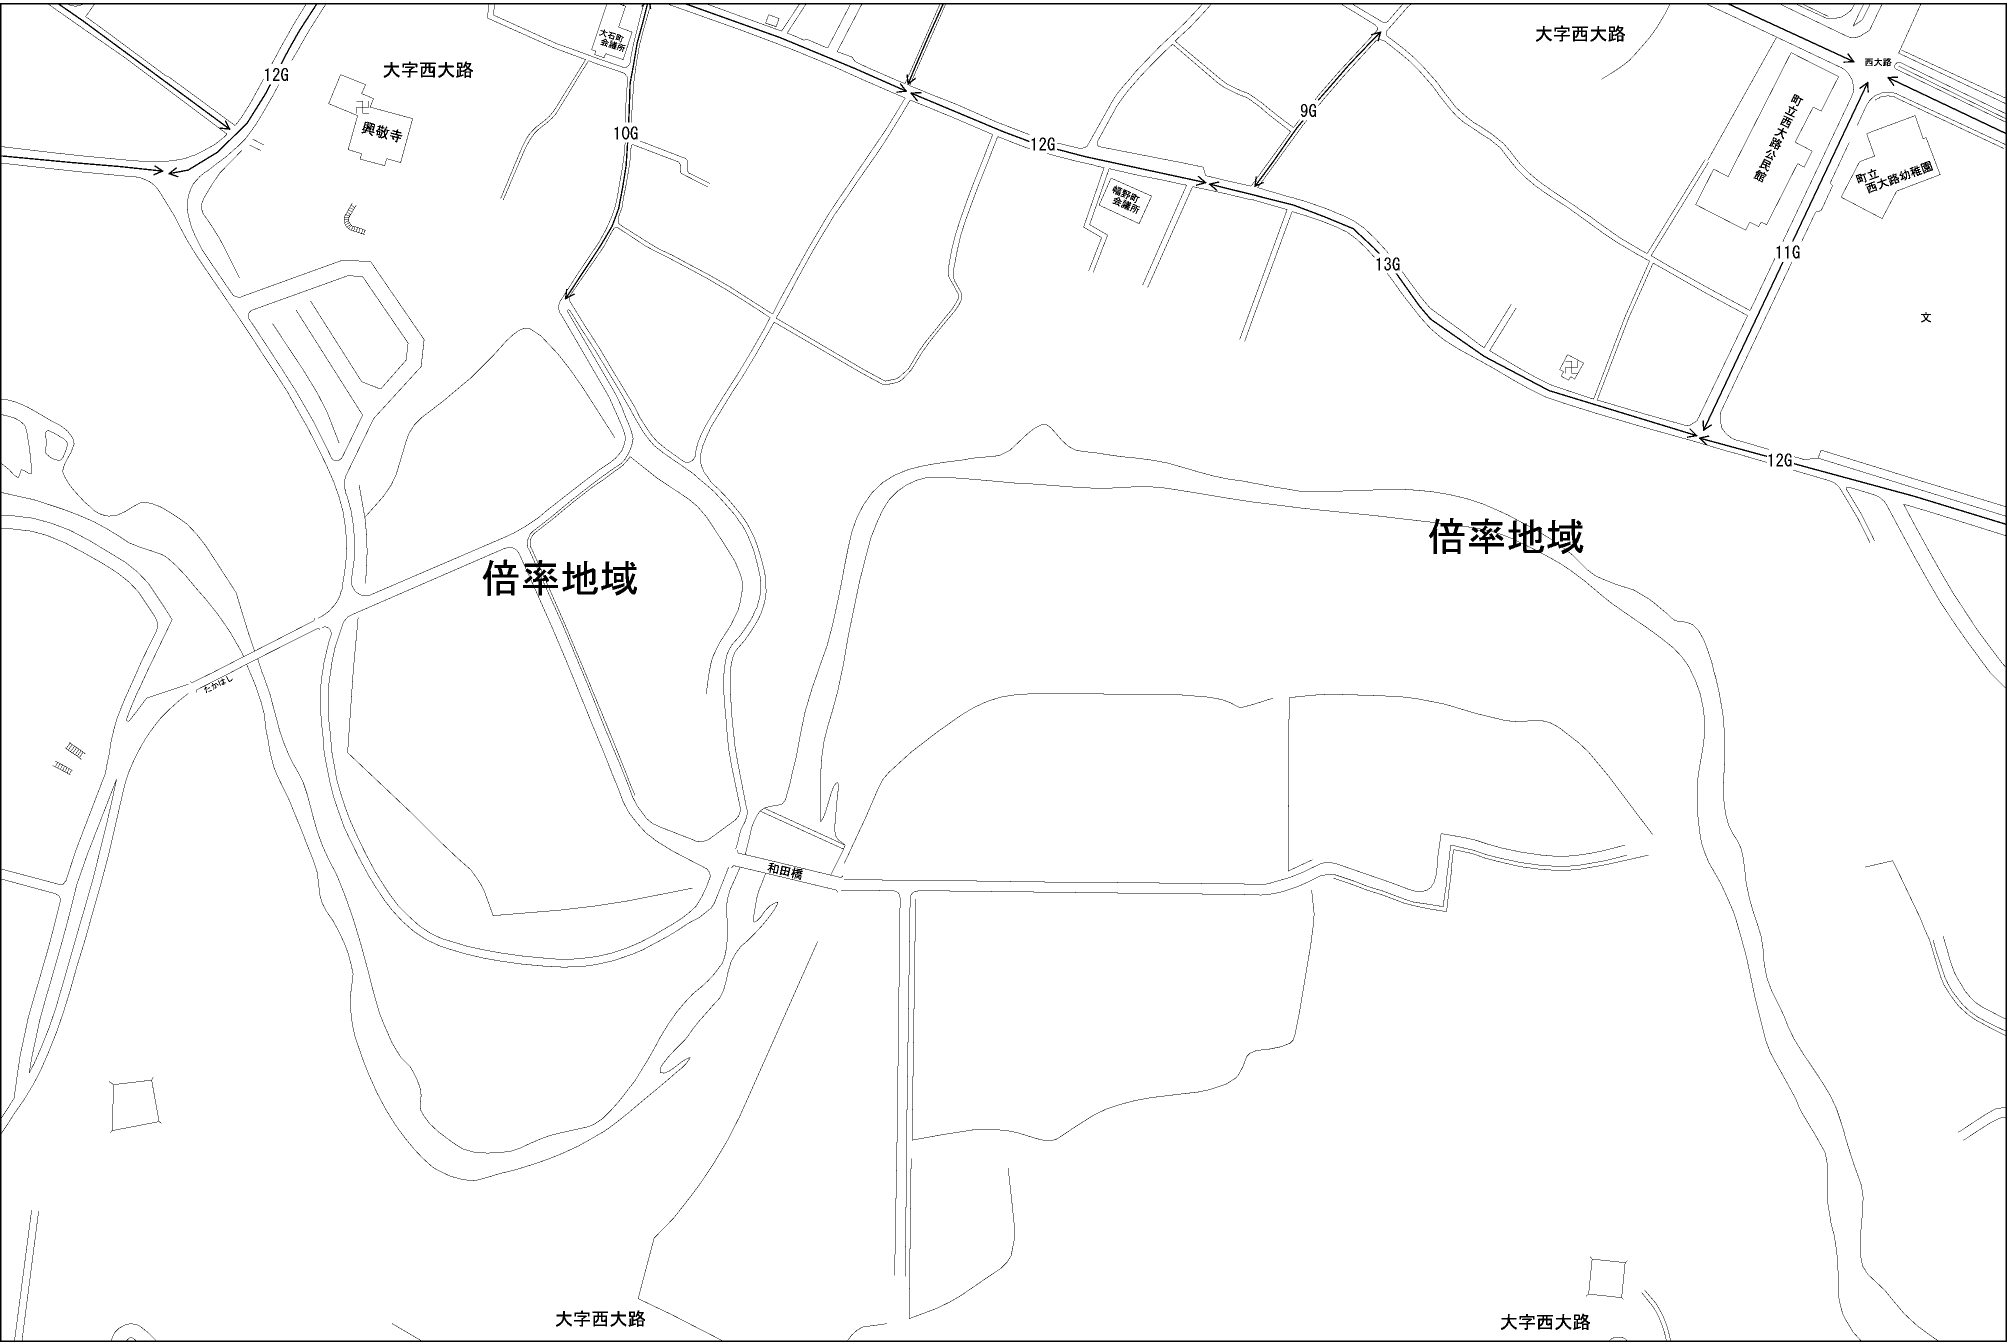 大字西大路
西大路
大石町
会議所
大字西大路
12G
町立西大路公民館
9G
興敬寺
10G
12G
町立
西大路幼稚園
幅野町
会議所
11G
13G
文
12G
倍率地域
倍率地域
たかはし
和田橋
大字西大路
大字西大路